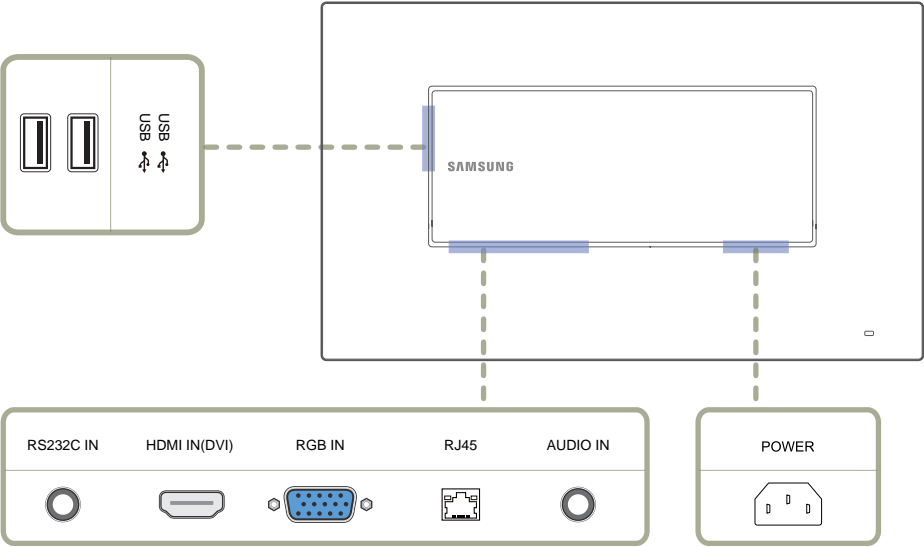 USB
USB
SAMSUNG
RS232C IN
HDMI IN(DVI)
RGB IN
RJ45
AUDIO IN
POWER